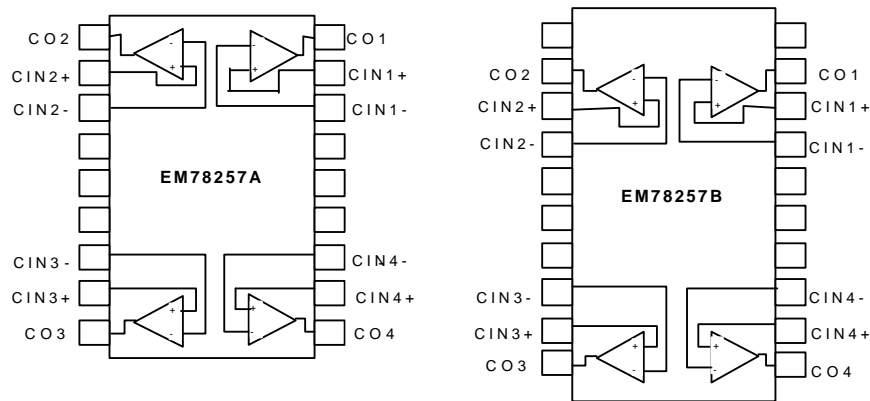 CO2
CIN2+
CIN2-
CIN3-
CIN3+
CO3
EM78257A
CO1
CIN1+
CIN1-
CIN4-
CIN4+
CO4
CO2
CIN2+
CIN2-
CIN3-
CIN3+
CO3
EM78257B
CO1
CIN1+
CIN1-
CIN4-
CIN4+
CO4